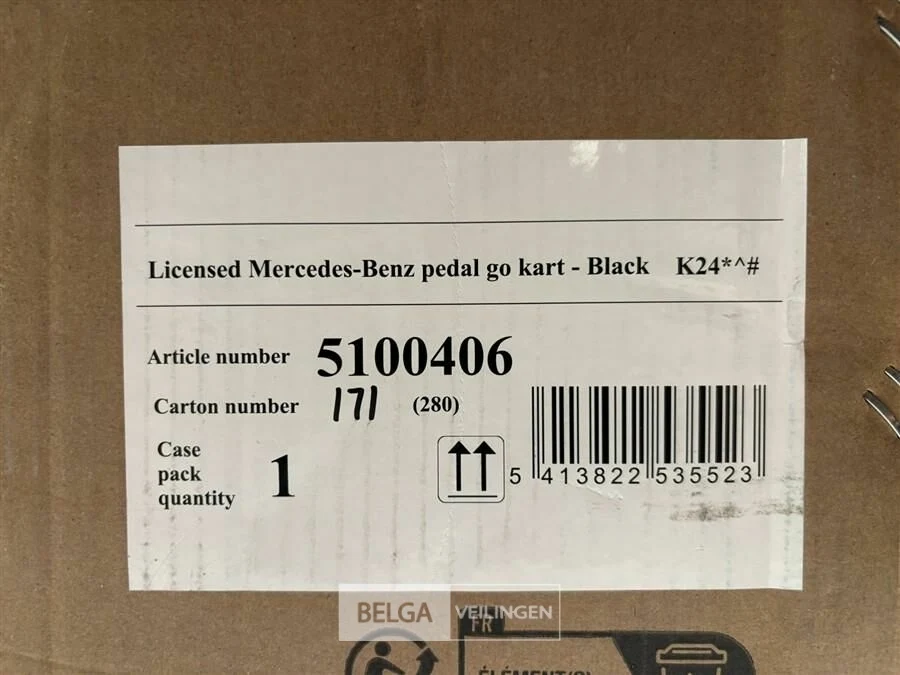 Licensed Mercedes-Benz pedal go kart - Black K24*^#
Article number 5100406
Carton number 171 (280)
Case
pack
quantity 1
5 413822 535523
BELGA VEILINGEN
FR
ÉLÉMENT(S)